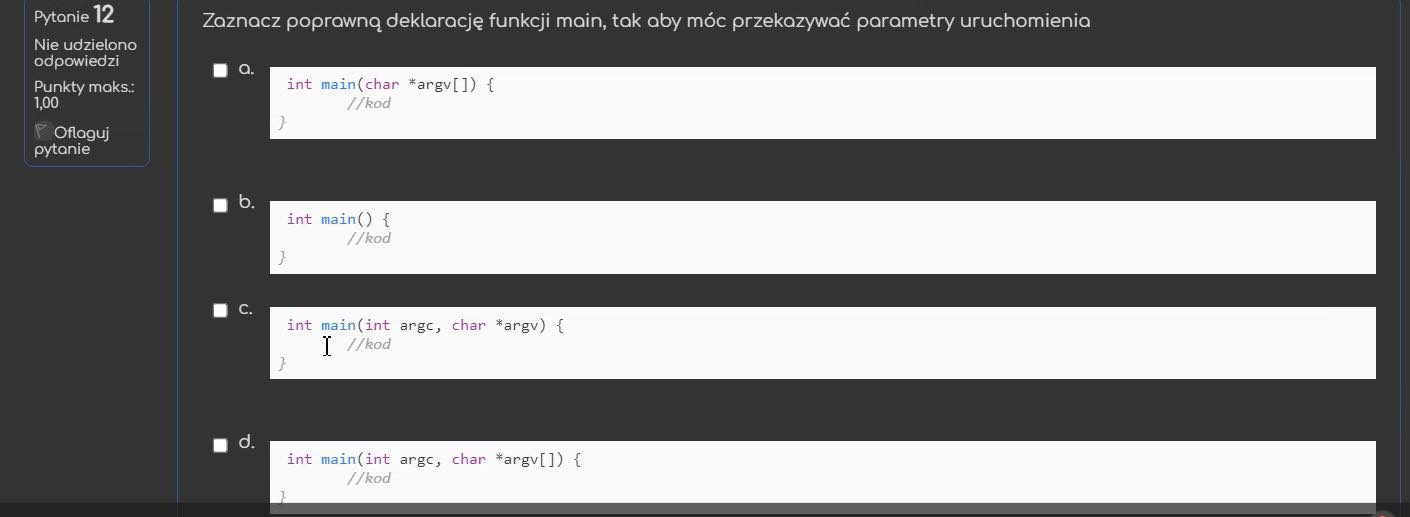 Pytanie 12
Nie udzielono
odpowiedzi
Punkty maks.:
1,00
Oflaguj
pytanie
Zaznacz poprawną deklarację funkcji main, tak aby móc przekazywać parametry uruchomienia
a.
int main(char *argv[]) {
//kod
}
b.
int main() {
//kod
}
c.
int main(int argc, char *argv) {
//kod
}
d.
int main(int argc, char *argv[]) {
//kod
}